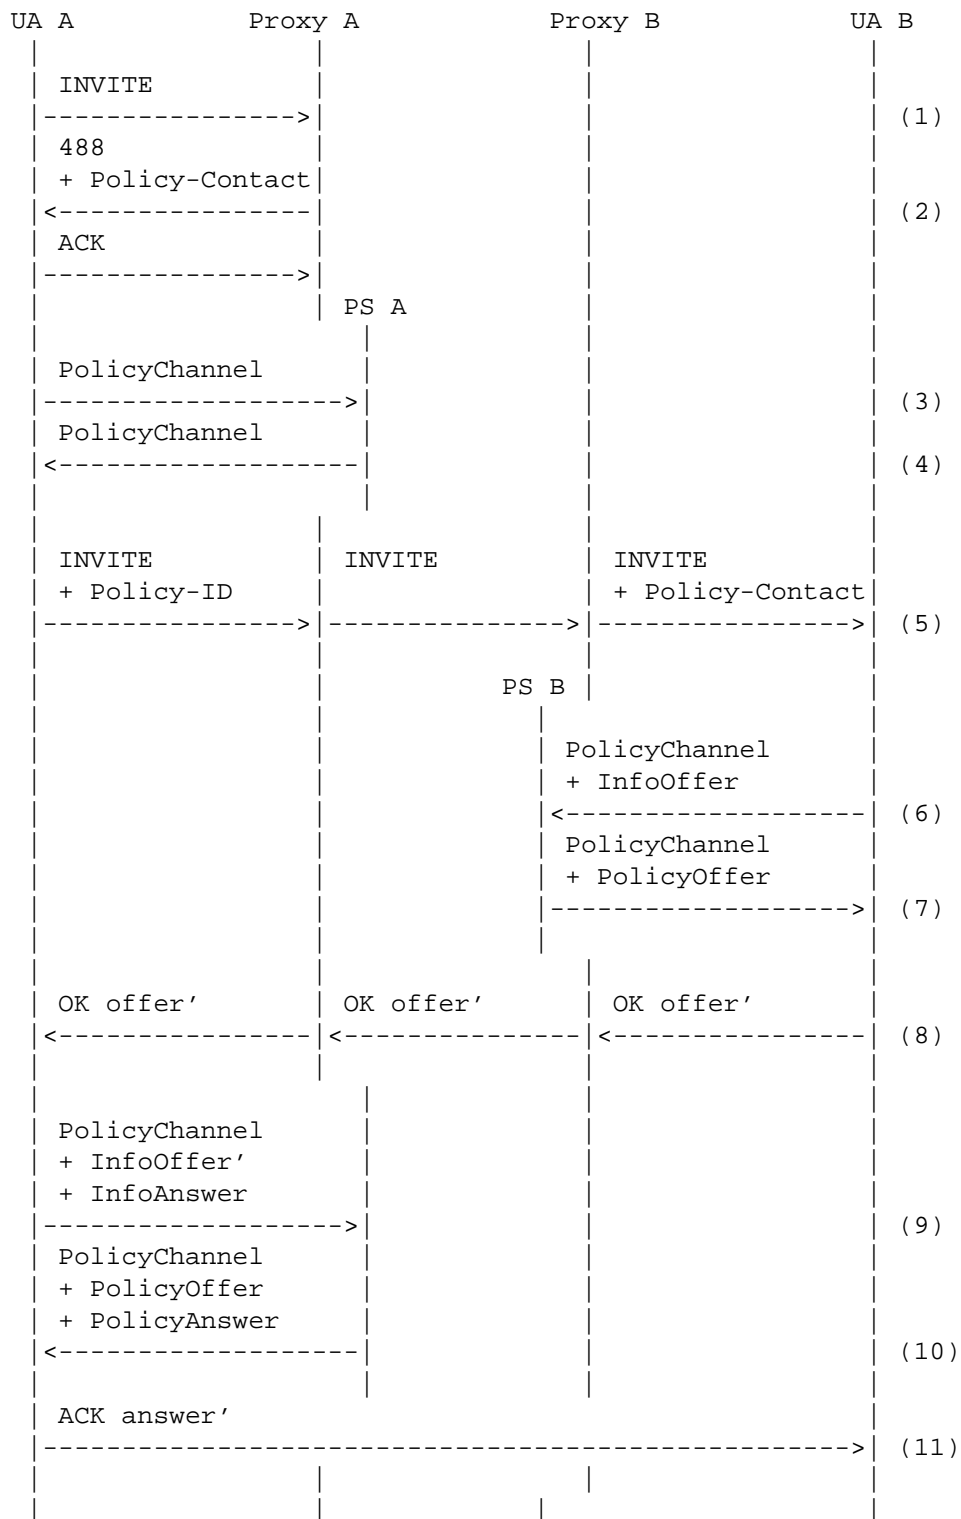 UA A Proxy A Proxy B UA B
INVITE
(1)
488
+ Policy-Contact
(2)
ACK
PS A
PolicyChannel
(3)
PolicyChannel
(4)
INVITE INVITE INVITE
+ Policy-ID + Policy-Contact
(5)
PS B
PolicyChannel
+ InfoOffer
(6)
PolicyChannel
+ PolicyOffer
(7)
OK offer’ OK offer’ OK offer’
(8)
PolicyChannel
+ InfoOffer’
+ InfoAnswer
(9)
PolicyChannel
+ PolicyOffer
+ PolicyAnswer
(10)
ACK answer’
(11)